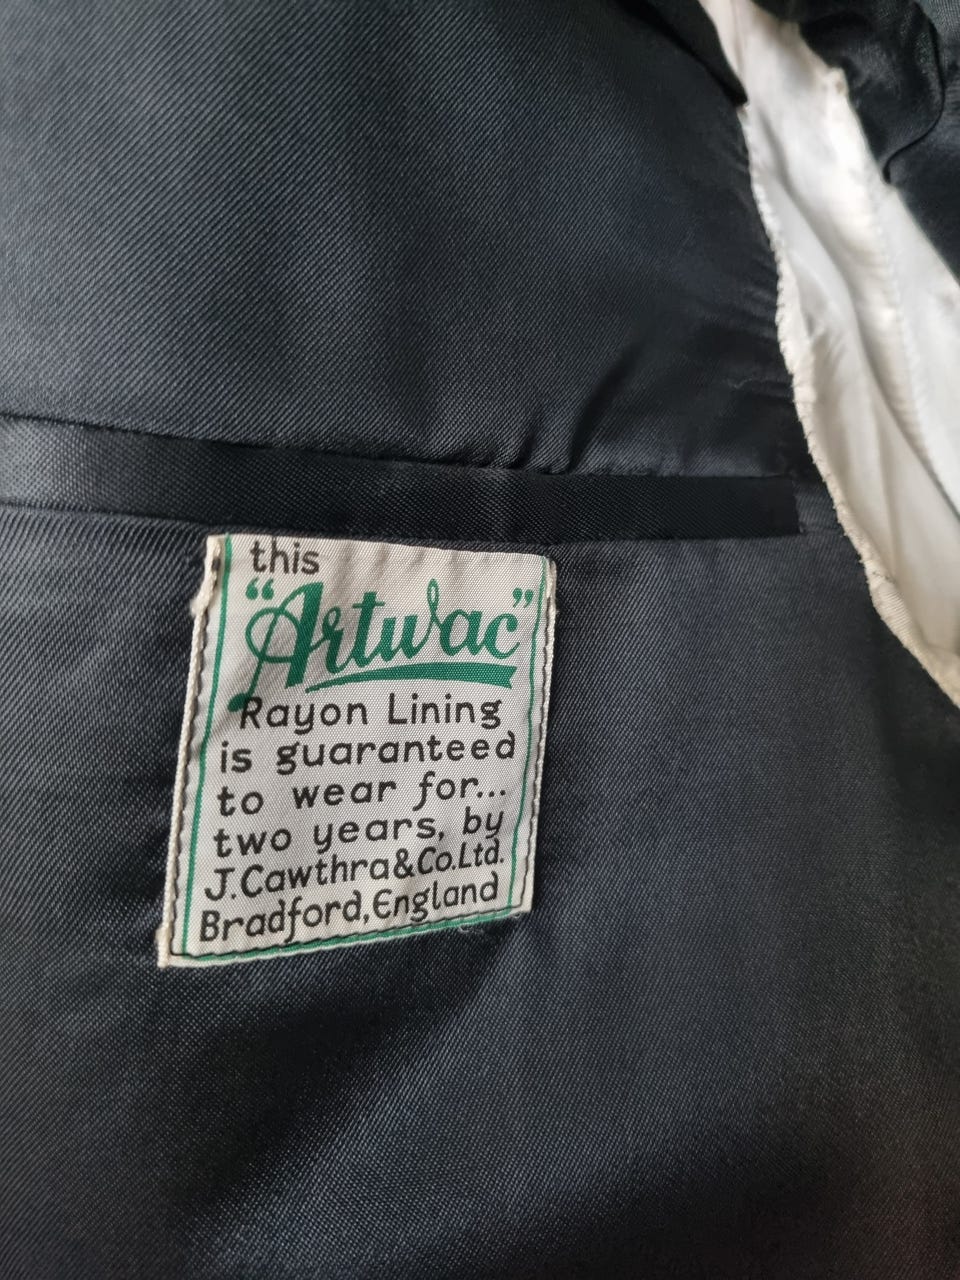 this
“Artwac”
Rayon Lining
is guaranteed
to wear for...
two years, by
J.Cawthra&Co.Ltd.
Bradford,England